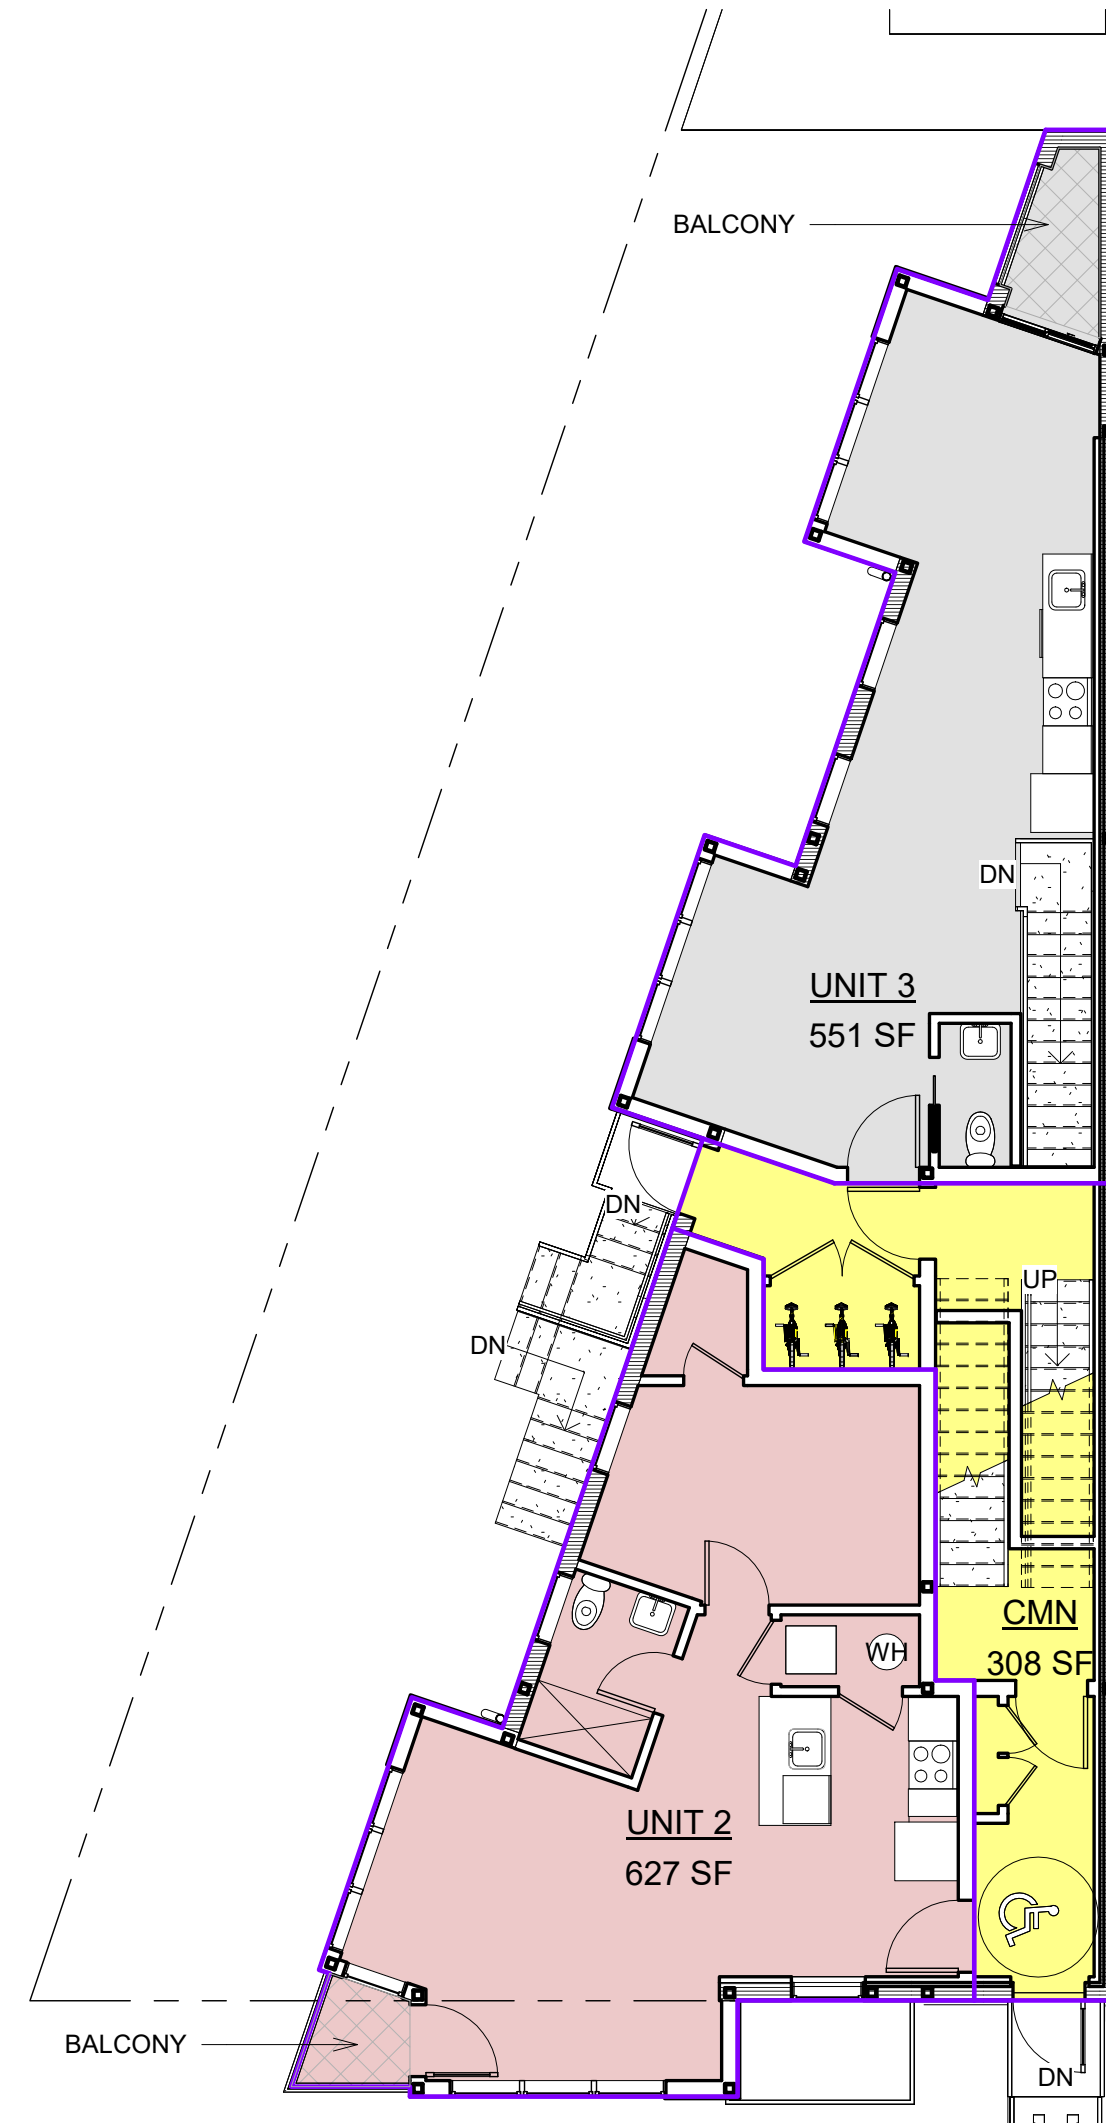 BALCONY
DN
UNIT 3
551 SF
DN
UP
DN
CMN
308 SF
WH
UNIT 2
627 SF
BALCONY
DN